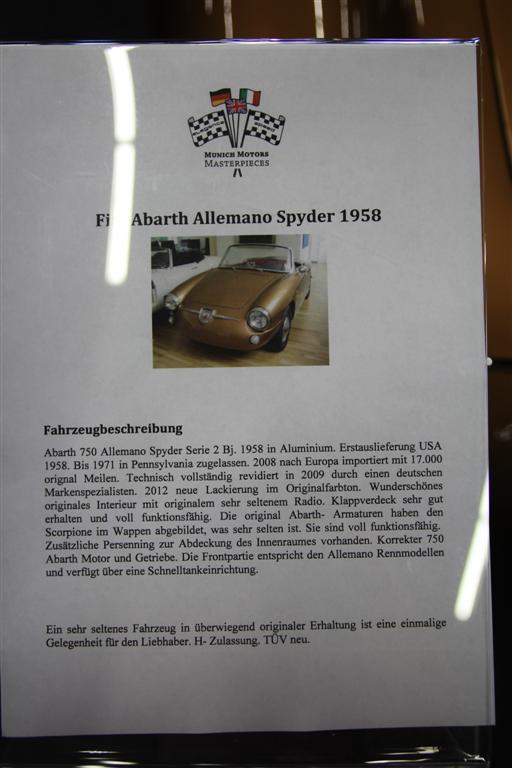 MUNICH MOTORS
MASTERPIECES
Abarth Allemano Spyder 1958
Fahrzeugbeschreibung
Abarth 750 Allemano Spyder Serie 2 Bj. 1958 in Aluminium. Erstauslieferung USA
1958. Bis 1971 in Pennsylvania zugelassen. 2008 nach Europa importiert mit 17.000
orignal Meilen. Technisch vollständig revidiert in 2009 durch einen deutschen
Markenspezialisten. 2012 neue Lackierung im Originalfarbton. Wunderschönes
originales Interieur mit originalem sehr seltenem Radio. Klappverdeck sehr gut
erhalten und voll funktionsfähig. Die original Abarth- Armaturen haben den
Scorpione im Wappen abgebildet, was sehr selten ist. Sie sind voll funktionsfähig.
Zusätzliche Persenning zur Abdeckung des Innenraumes vorhanden. Korrekter 750
Abarth Motor und Getriebe. Die Frontpartie entspricht den Allemano Rennmodellen
und verfügt über eine Schnelltankeinrichtung.
Ein sehr seltenes Fahrzeug in überwiegend originaler Erhaltung ist eine einmalige
Gelegenheit für den Liebhaber. H- Zulassung. TÜV neu.